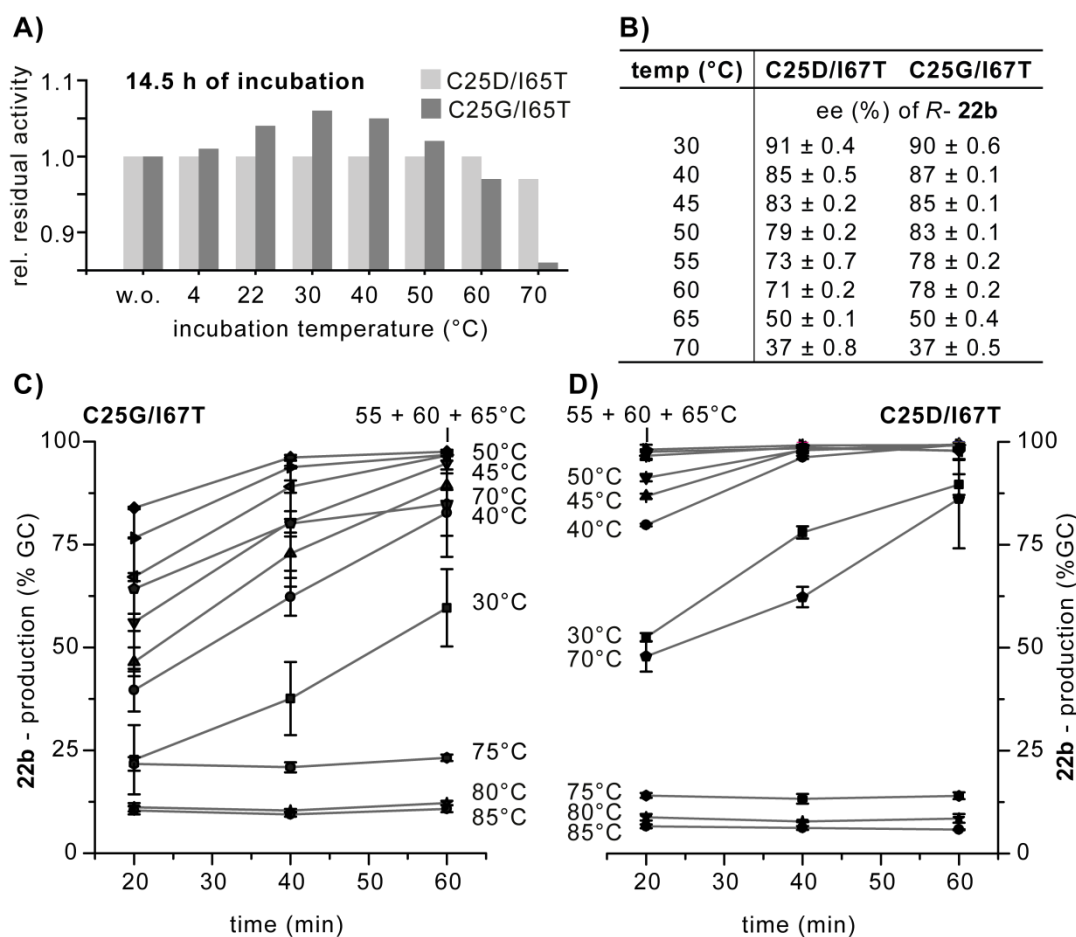 A)
14.5 h of incubation
C25D/I65T
C25G/I65T
rel. residual activity
1.1
1.0
0.9
w.o. 4 22 30 40 50 60 70
incubation temperature (°C)
B)
temp (°C) C25D/I67T C25G/I67T
ee (%) of R- 22b
30 91 ± 0.4 90 ± 0.6
40 85 ± 0.5 87 ± 0.1
45 83 ± 0.2 85 ± 0.1
50 79 ± 0.2 83 ± 0.1
55 73 ± 0.7 78 ± 0.2
60 71 ± 0.2 78 ± 0.2
65 50 ± 0.1 50 ± 0.4
70 37 ± 0.8 37 ± 0.5
C)
C25G/I67T
55 + 60 + 65°C
22b - production (% GC)
100
75
50
25
0
50°C
45°C
70°C
40°C
30°C
75°C
80°C
85°C
20 30 40 50 60
time (min)
D)
55 + 60 + 65°C
C25D/I67T
50°C
45°C
40°C
30°C
70°C
75°C
80°C
85°C
100
75
50
25
0
22b - production (%GC)
20 30 40 50 60
time (min)